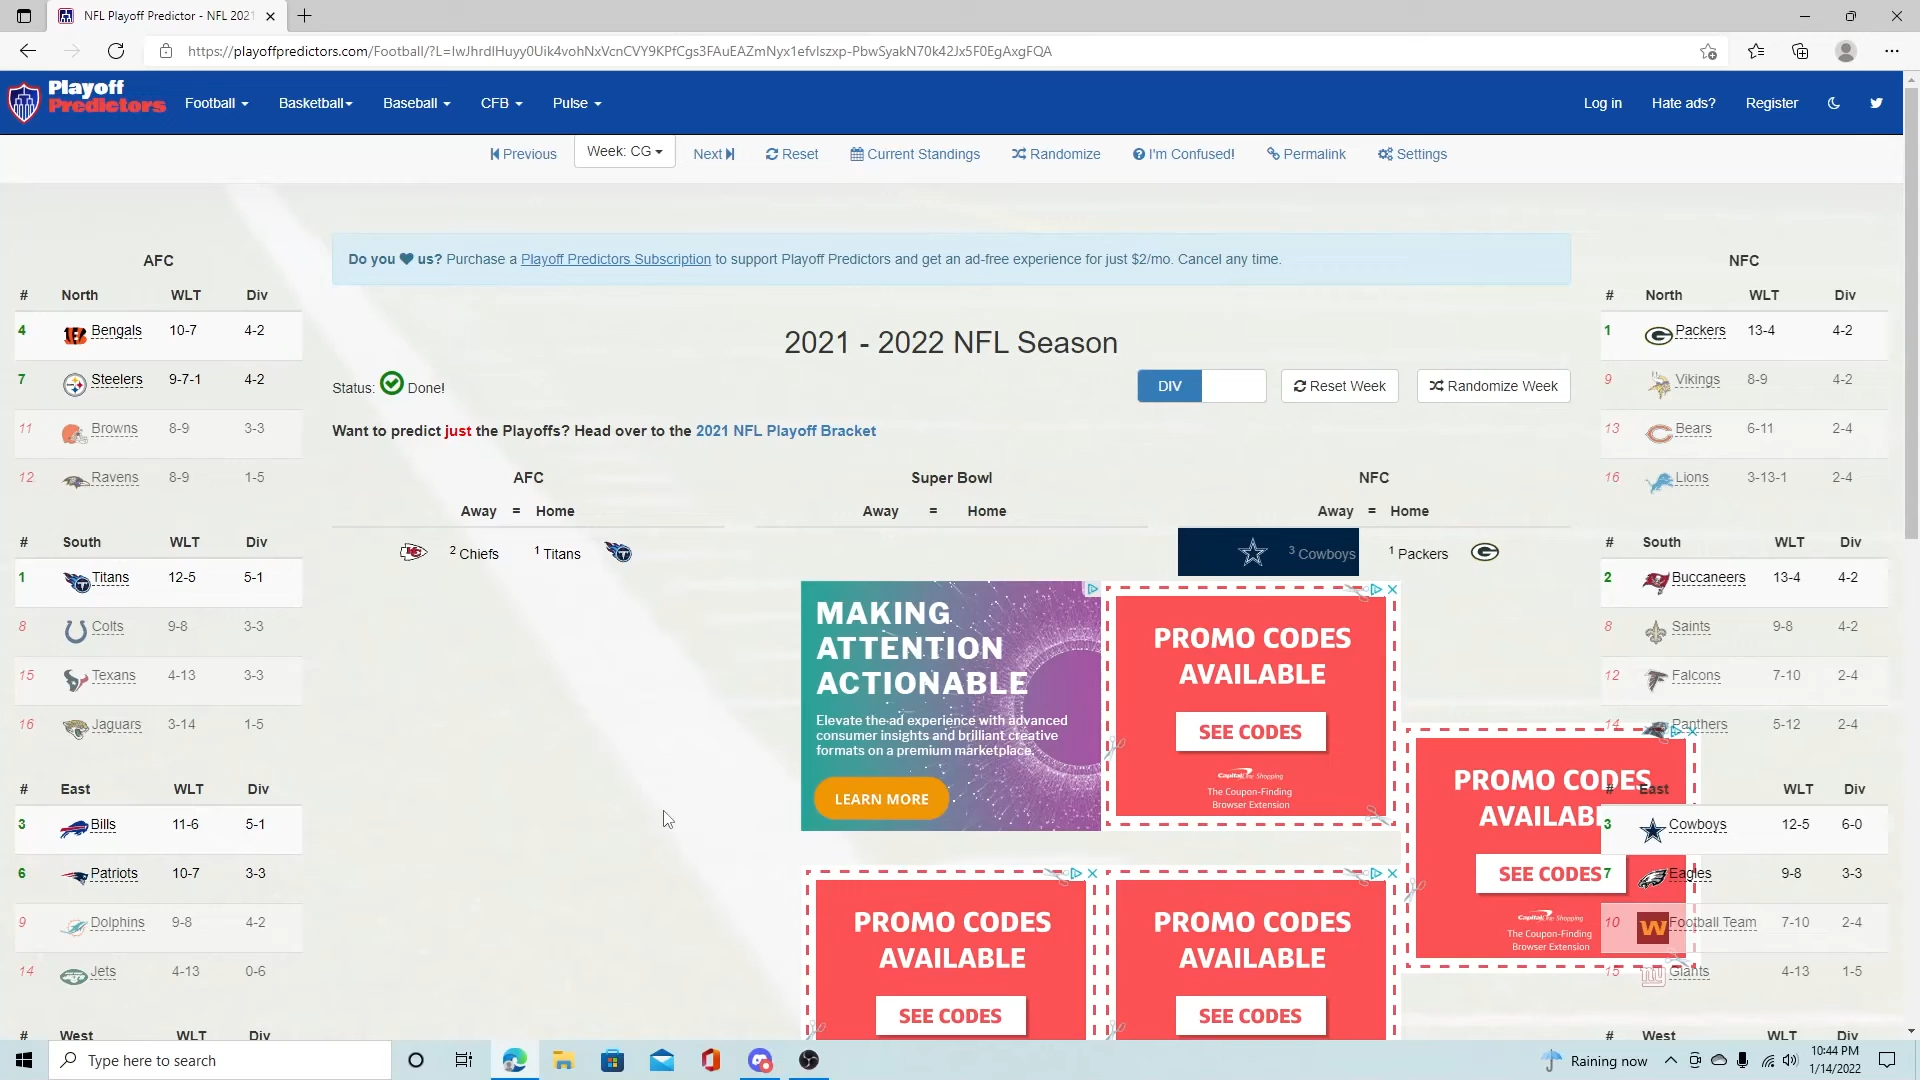 NFL Playoff Predictor - NFL 2021
https://playoffpredictors.com/Football/?L=IwJhrdIHuyy0Uik4vohNxVcnCVY9KPfCgs3FAuEAZmNyx1efvlszxp-PbwSyakN70k42Jx5F0EgAxgFQA
Playoff Predictors
Football
Basketball
Baseball
CFB
Pulse
Log in
Hate ads?
Register
Previous
Week: CG
Next
Reset
Current Standings
Randomize
I'm Confused!
Permalink
Settings
Do you us? Purchase a Playoff Predictors Subscription to support Playoff Predictors and get an ad-free experience for just $2/mo. Cancel any time.
2021 - 2022 NFL Season
Status: Done!
DIV
Reset Week
Randomize Week
Want to predict just the Playoffs? Head over to the 2021 NFL Playoff Bracket
AFC
Away = Home
2 Chiefs 1 Titans
Super Bowl
Away = Home
NFC
Away = Home
3 Cowboys 1 Packers
AFC
# North WLT Div
4 Bengals 10-7 4-2
7 Steelers 9-7-1 4-2
11 Browns 8-9 3-3
12 Ravens 8-9 1-5
# South WLT Div
1 Titans 12-5 5-1
8 Colts 9-8 3-3
15 Texans 4-13 3-3
16 Jaguars 3-14 1-5
# East WLT Div
3 Bills 11-6 5-1
6 Patriots 10-7 3-3
9 Dolphins 9-8 4-2
14 Jets 4-13 0-6
# West WLT Div
NFC
# North WLT Div
1 Packers 13-4 4-2
9 Vikings 8-9 4-2
13 Bears 6-11 2-4
16 Lions 3-13-1 2-4
# South WLT Div
2 Buccaneers 13-4 4-2
8 Saints 9-8 4-2
12 Falcons 7-10 2-4
14 Panthers 5-12 2-4
# East WLT Div
3 Cowboys 12-5 6-0
7 Eagles 9-8 3-3
10 Football Team 7-10 2-4
15 Giants 4-13 1-5
# West WLT Div
MAKING
ATTENTION
ACTIONABLE
Elevate the ad experience with advanced
consumer insights and brilliant creative
formats on a premium marketplace.
LEARN MORE
PROMO CODES
AVAILABLE
SEE CODES
Capital One Shopping
The Coupon-Finding
Browser Extension
PROMO CODES
AVAILAB
SEE CODES
Capital One Shopping
The Coupon-Finding
Browser Extension
PROMO CODES
AVAILABLE
SEE CODES
PROMO CODES
AVAILABLE
SEE CODES
Type here to search
Raining now
10:44 PM
1/14/2022